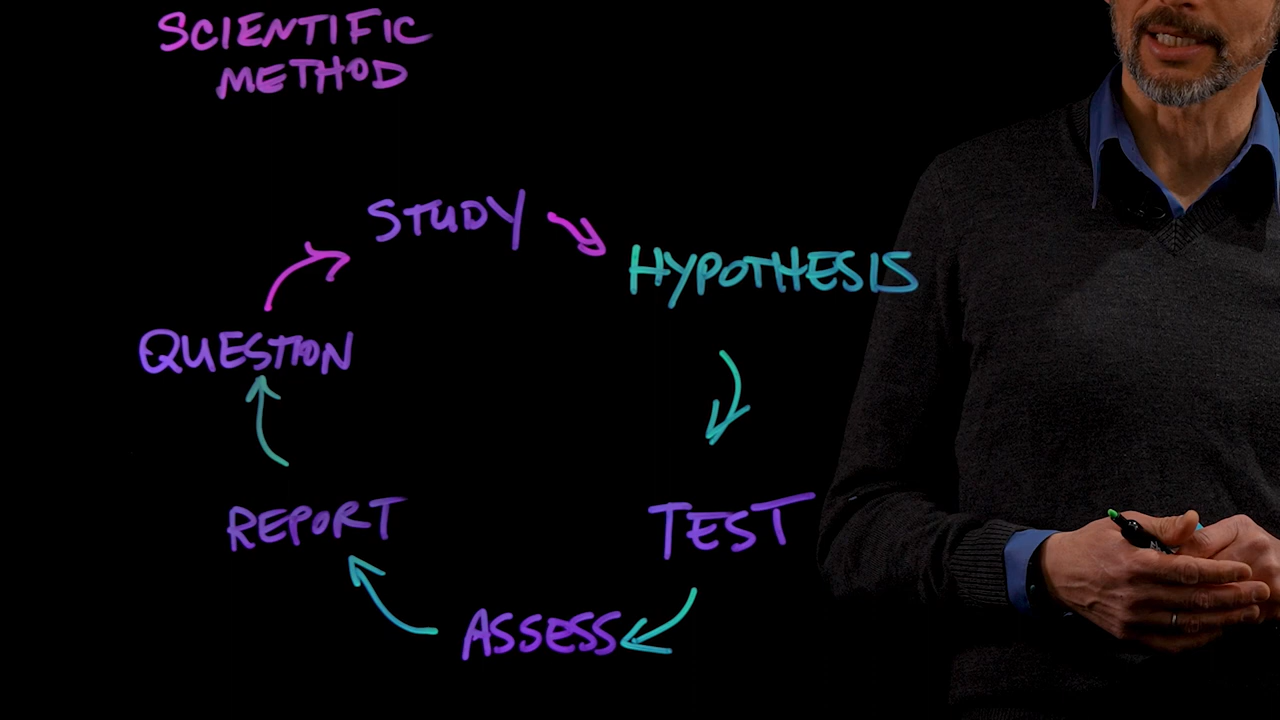 SCIENTIFIC
METHOD
STUDY
HYPOTHESIS
QUESTION
REPORT
TEST
ASSESS